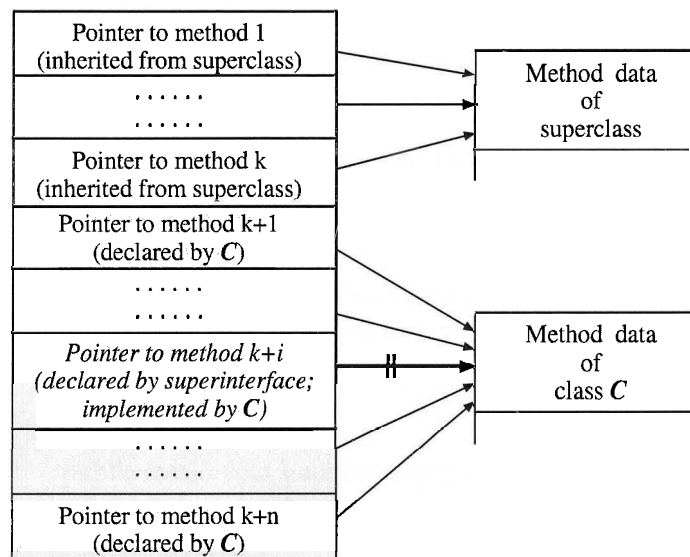 Pointer to method 1
(inherited from superclass)
. . . . . .
. . . . . .
Pointer to method k
(inherited from superclass)
Pointer to method k+1
(declared by C)
. . . . . .
. . . . . .
Pointer to method k+i
(declared by superinterface;
implemented by C)
. . . . . .
. . . . . .
Pointer to method k+n
(declared by C)
Method data
of
superclass
Method data
of
class C